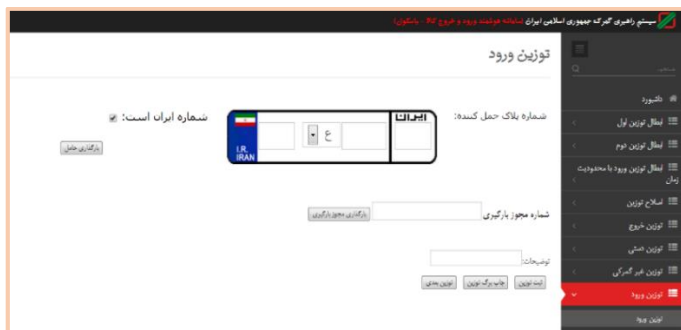 سیستم راهبری گمرک جمهوری اسلامی ایران (سامانه هوشمند ورود و خروج کالا - باسکول)
توزین ورود
داشبورد
ابطال توزین اول
ابطال توزین دوم
ابطال توزین ورود با محدودیت زمان
اصلاح توزین
توزین خروج
توزین دستی
توزین غیر گمرکی
توزین ورود
توزین ورود
شماره پلاک حمل کننده:
ایران
ع
I.R.
IRAN
شماره ایران است:
بارگذاری حامل
شماره مجوز بارگیری
بارگذاری مجوز بارگیری
توضیحات:
ثبت توزین
چاپ برگ توزین
توزین بعدی